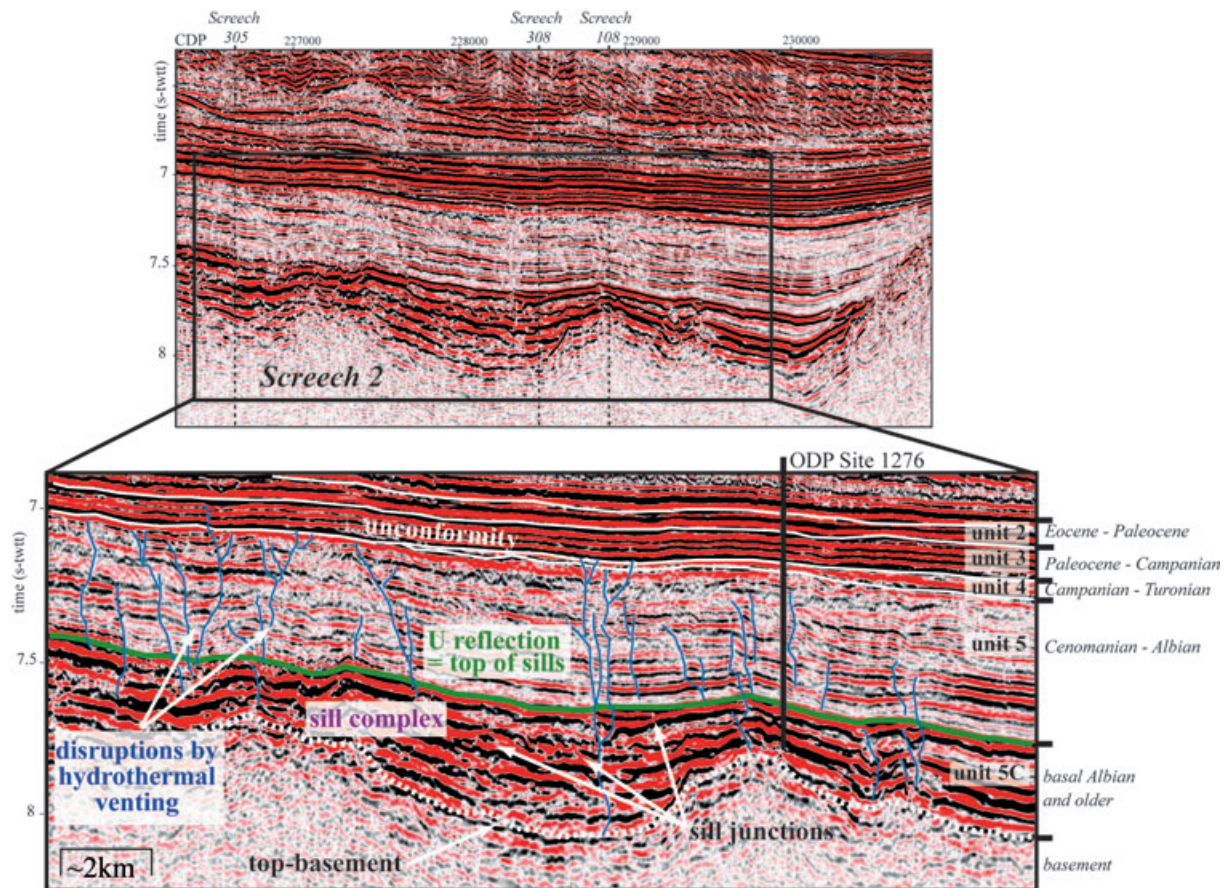 Screech Screech Screech
CDP 305 227000 228000 308 108 229000 230000
time (s-twtt)
7
7.5
8
Screech 2
ODP Site 1276
time (s-twtt)
7
unconformity
unit 2 Eocene - Paleocene
unit 3 Paleocene - Campanian
unit 4 Campanian - Turonian
U reflection
= top of sills
unit 5 Cenomanian - Albian
7.5
sill complex
disruptions by
hydrothermal
venting
unit 5C basal Albian
and older
8
sill junctions
top-basement
~2km
basement